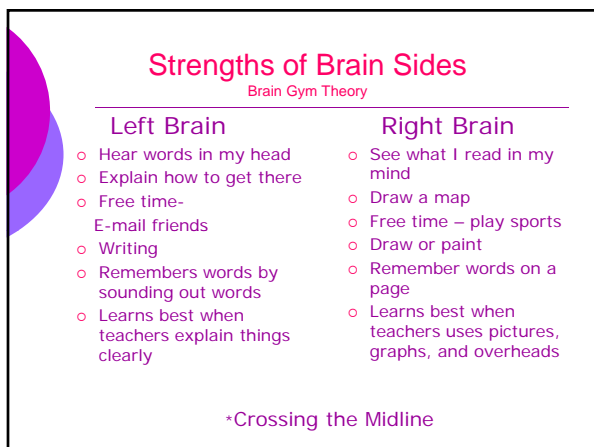 Strengths of Brain Sides
Brain Gym Theory
Left Brain
○ Hear words in my head
○ Explain how to get there
○ Free time-
E-mail friends
○ Writing
○ Remembers words by
sounding out words
○ Learns best when
teachers explain things
clearly
Right Brain
○ See what I read in my
mind
○ Draw a map
○ Free time – play sports
○ Draw or paint
○ Remember words on a
page
○ Learns best when
teachers uses pictures,
graphs, and overheads
*Crossing the Midline